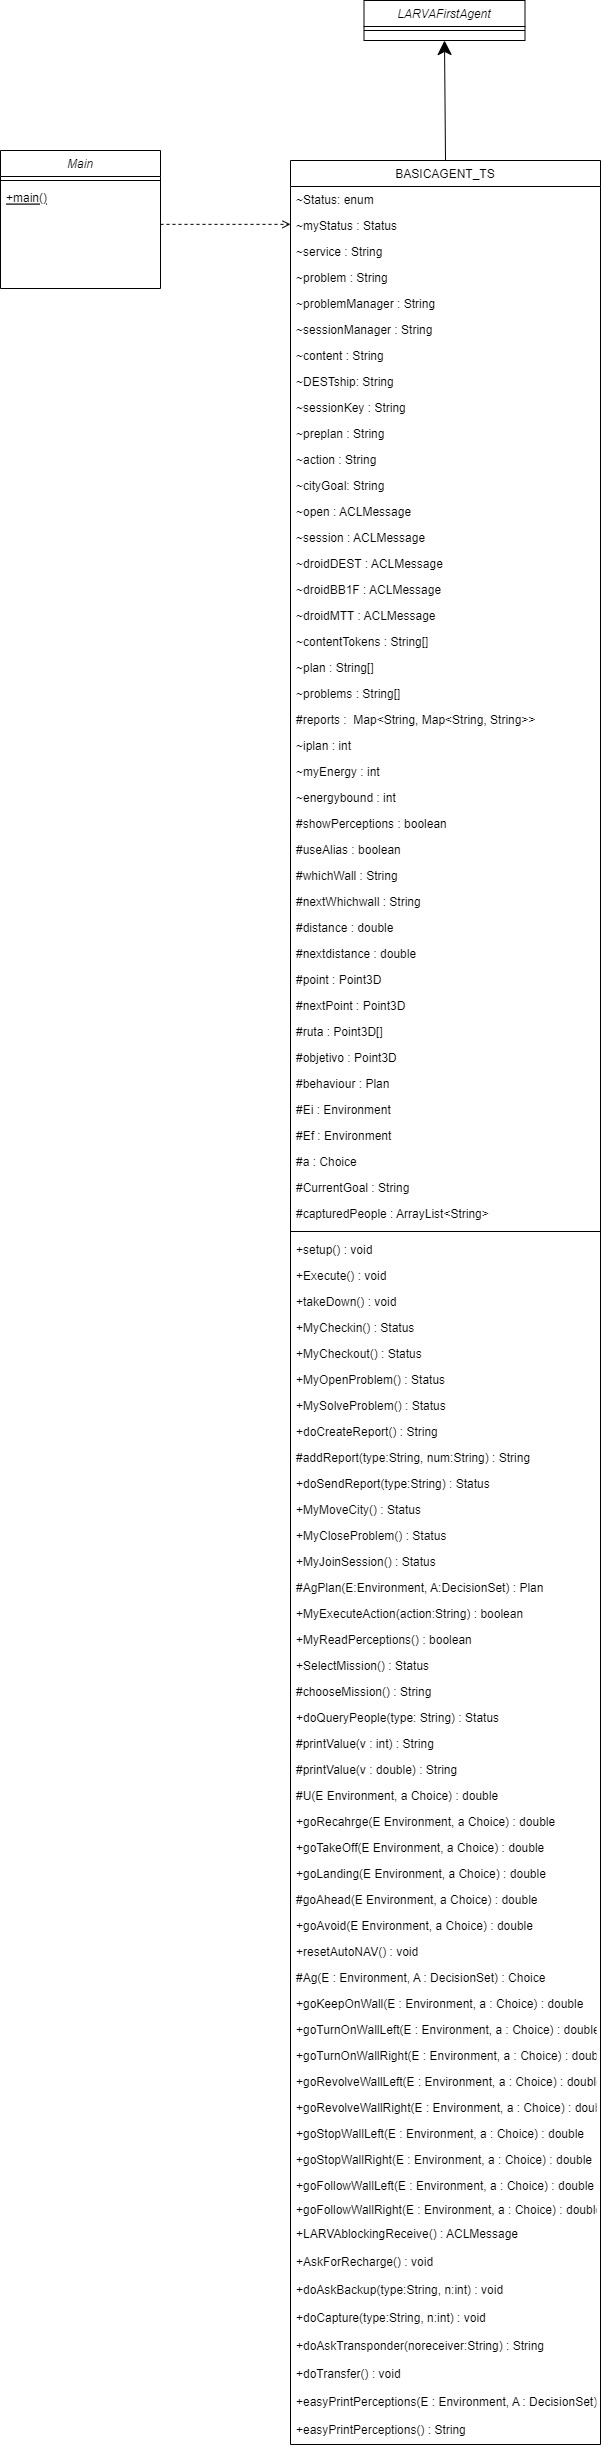 LARVAFirstAgent
Main
+main()
BASICAGENT_TS
~Status: enum
~myStatus : Status
~service : String
~problem : String
~problemManager : String
~sessionManager : String
~content : String
~DESTship: String
~sessionKey : String
~preplan : String
~action : String
~cityGoal: String
~open : ACLMessage
~session : ACLMessage
~droidDEST : ACLMessage
~droidBB1F : ACLMessage
~droidMTT : ACLMessage
~contentTokens : String[]
~plan : String[]
~problems : String[]
#reports :  Map<String, Map<String, String>>
~iplan : int
~myEnergy : int
~energybound : int
#showPerceptions : boolean
#useAlias : boolean
#whichWall : String
#nextWhichwall : String
#distance : double
#nextdistance : double
#point : Point3D
#nextPoint : Point3D
#ruta : Point3D[]
#objetivo : Point3D
#behaviour : Plan
#Ei : Environment
#Ef : Environment
#a : Choice
#CurrentGoal : String
#capturedPeople : ArrayList<String>
+setup() : void
+Execute() : void
+takeDown() : void
+MyCheckin() : Status
+MyCheckout() : Status
+MyOpenProblem() : Status
+MySolveProblem() : Status
+doCreateReport() : String
#addReport(type:String, num:String) : String
+doSendReport(type:String) : Status
+MyMoveCity() : Status
+MyCloseProblem() : Status
+MyJoinSession() : Status
#AgPlan(E:Environment, A:DecisionSet) : Plan
+MyExecuteAction(action:String) : boolean
+MyReadPerceptions() : boolean
+SelectMission() : Status
#chooseMission() : String
+doQueryPeople(type: String) : Status
#printValue(v : int) : String
#printValue(v : double) : String
#U(E Environment, a Choice) : double
+goRecahrge(E Environment, a Choice) : double
+goTakeOff(E Environment, a Choice) : double
+goLanding(E Environment, a Choice) : double
#goAhead(E Environment, a Choice) : double
+goAvoid(E Environment, a Choice) : double
+resetAutoNAV() : void
#Ag(E : Environment, A : DecisionSet) : Choice
+goKeepOnWall(E : Environment, a : Choice) : double
+goTurnOnWallLeft(E : Environment, a : Choice) : double
+goTurnOnWallRight(E : Environment, a : Choice) : doub
+goRevolveWallLeft(E : Environment, a : Choice) : doubl
+goRevolveWallRight(E : Environment, a : Choice) : doul
+goStopWallLeft(E : Environment, a : Choice) : double
+goStopWallRight(E : Environment, a : Choice) : double
+goFollowWallLeft(E : Environment, a : Choice) : double
+goFollowWallRight(E : Environment, a : Choice) : doubl
+LARVAblockingReceive() : ACLMessage
+AskForRecharge() : void
+doAskBackup(type:String, n:int) : void
+doCapture(type:String, n:int) : void
+doAskTransponder(noreceiver:String) : String
+doTransfer() : void
+easyPrintPerceptions(E : Environment, A : DecisionSet)
+easyPrintPerceptions() : String